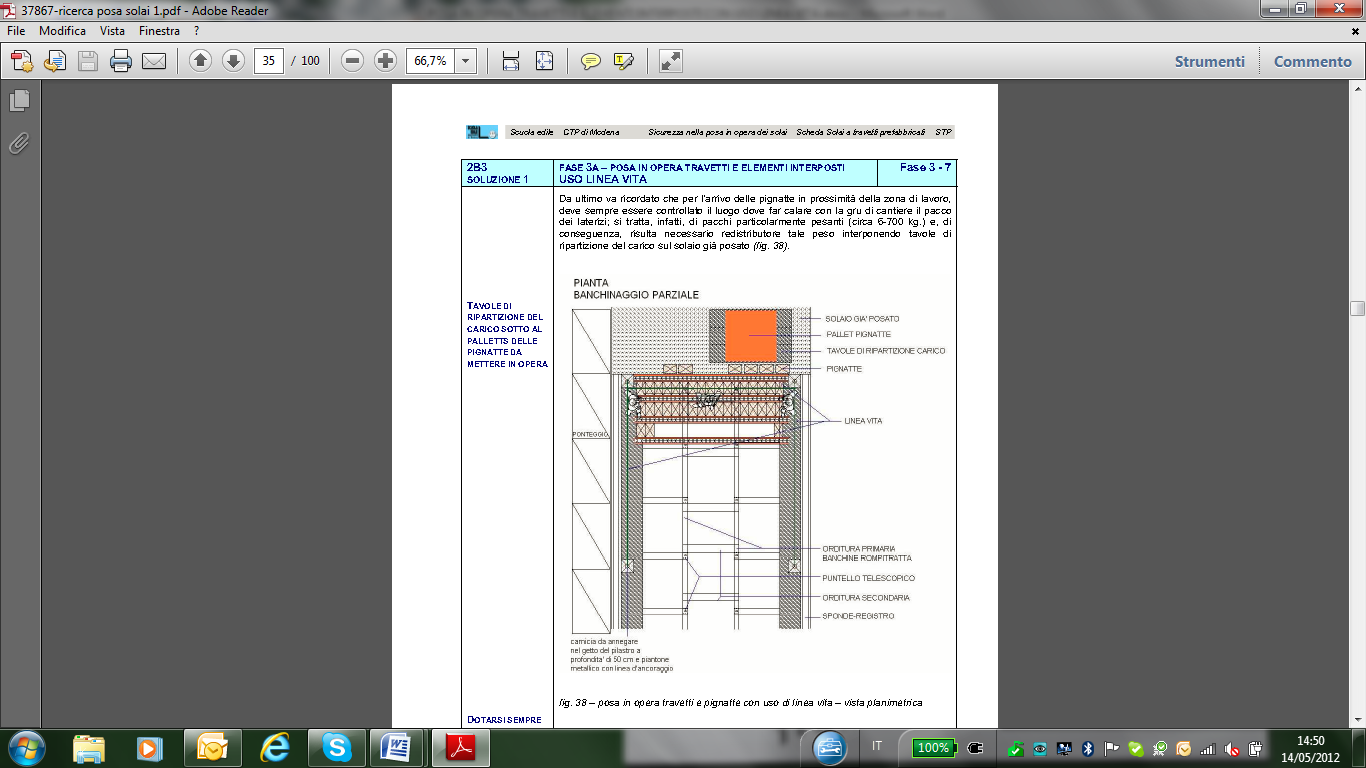 37867-ricerca posa solai 1.pdf - Adobe Reader
File Modifica Vista Finestra ?
35 / 100 66,7% Strumenti Commento
Scuola edile CTP di Modena Sicurezza nella posa in opera dei solai Scheda Solai a travetti prefabbricati STP
2B3
SOLUZIONE 1
FASE 3A – POSA IN OPERA TRAVETTI E ELEMENTI INTERPOSTI
USO LINEA VITA
Fase 3 - 7
Da ultimo va ricordato che per l'arrivo delle pignatte in prossimità della zona di lavoro,
deve sempre essere controllato il luogo dove far calare con la gru di cantiere il pacco
dei laterizi; si tratta, infatti, di pacchi particolarmente pesanti (circa 6-700 kg.) e, di
conseguenza, risulta necessario redistributore tale peso interponendo tavole di
ripartizione del carico sul solaio già posato (fig. 38).
TAVOLE DI
RIPARTIZIONE DEL
CARICO SOTTO AL
PALLETTS DELLE
PIGNATTE DA
METTERE IN OPERA
PIANTA
BANCHINAGGIO PARZIALE
SOLAIO GIA' POSATO
PALLET PIGNATTE
TAVOLE DI RIPARTIZIONE CARICO
PIGNATTE
LINEA VITA
PONTEGGIO
ORDITURA PRIMARIA
BANCHINE ROMPITRATTA
PUNTELLO TELESCOPICO
ORDITURA SECONDARIA
SPONDE-REGISTRO
camicia da annegare
nel getto del pilastro a
profondita' di 50 cm e piantone
metallico con linea d'ancoraggio
fig. 38 – posa in opera travetti e pignatte con uso di linea vita – vista planimetrica
DOTARSI SEMPRE
IT 100% 14:50
14/05/2012